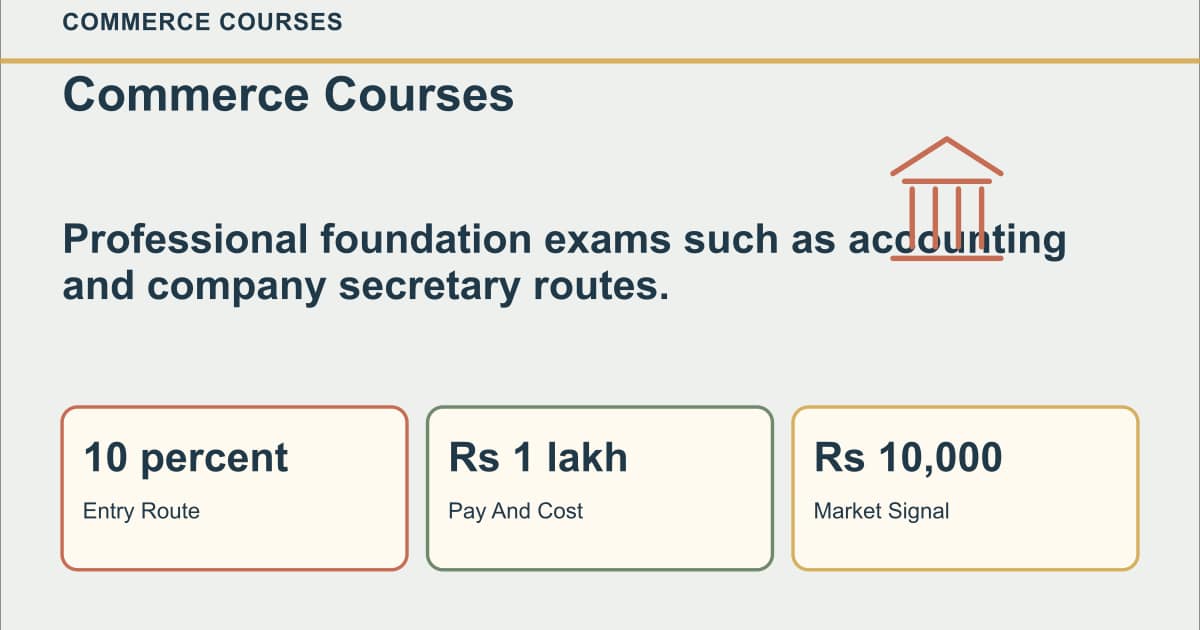 COMMERCE COURSES
Commerce Courses
Professional foundation exams such as accounting
and company secretary routes.
10 percent
Entry Route
Rs 1 lakh
Pay And Cost
Rs 10,000
Market Signal